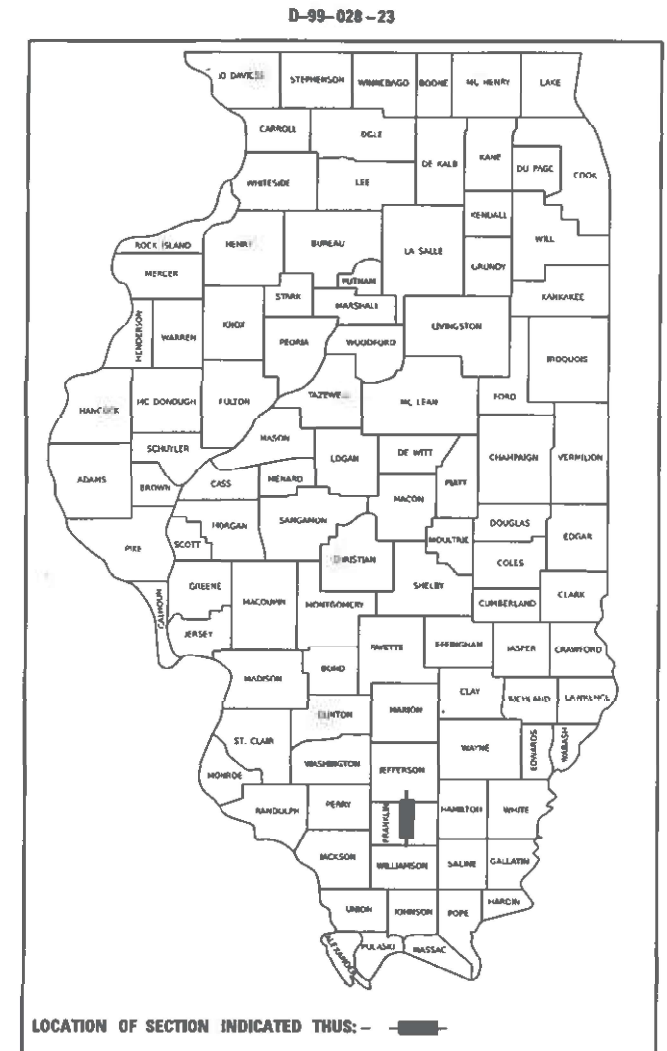 D-99-028-23
JO DAVIESS STEPHENSON WINNEBAGO BOONE MC HENRY LAKE
CARROLL OGLE DE KALB KANE DU PAGE COOK
WHITESIDE LEE KENDALL WILL
ROCK ISLAND HENRY BUREAU LA SALLE GRUNDY
MERCER PUTNAM KANKAKEE
STARK MARSHALL
HENDERSON WARREN KNOX PEORIA WOODFORD LIVINGSTON IROQUOIS
HANCOCK MC DONOUGH FULTON TAZEWELL MC LEAN FORD
SCHUYLER MASON LOGAN DE WITT CHAMPAIGN VERMILION
ADAMS BROWN CASS MENARD MACON PIATT
PIKE SCOTT MORGAN SANGAMON MOULTRIE DOUGLAS EDGAR
CHRISTIAN SHELBY COLES
CALHOUN GREENE MACOUPIN MONTGOMERY CUMBERLAND CLARK
JERSEY FAYETTE EFFINGHAM JASPER CRAWFORD
MADISON BOND CLAY RICHLAND LAWRENCE
CLINTON MARION
ST. CLAIR WASHINGTON JEFFERSON WAYNE EDWARDS WABASH
MONROE
RANDOLPH PERRY FRANKLIN HAMILTON WHITE
JACKSON WILLIAMSON SALINE GALLATIN
UNION JOHNSON POPE HARDIN
ALEXANDER PULASKI MASSAC
LOCATION OF SECTION INDICATED THUS: -